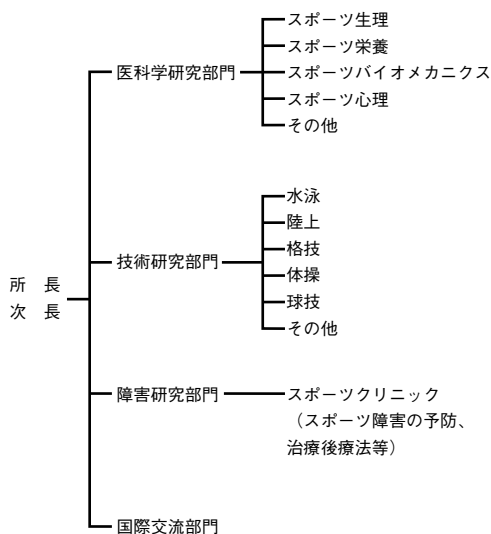 所　長
次　長
医科学研究部門
スポーツ生理
スポーツ栄養
スポーツバイオメカニクス
スポーツ心理
その他
技術研究部門
水泳
陸上
格技
体操
球技
その他
障害研究部門
スポーツクリニック
（スポーツ障害の予防、
治療後療法等）
国際交流部門